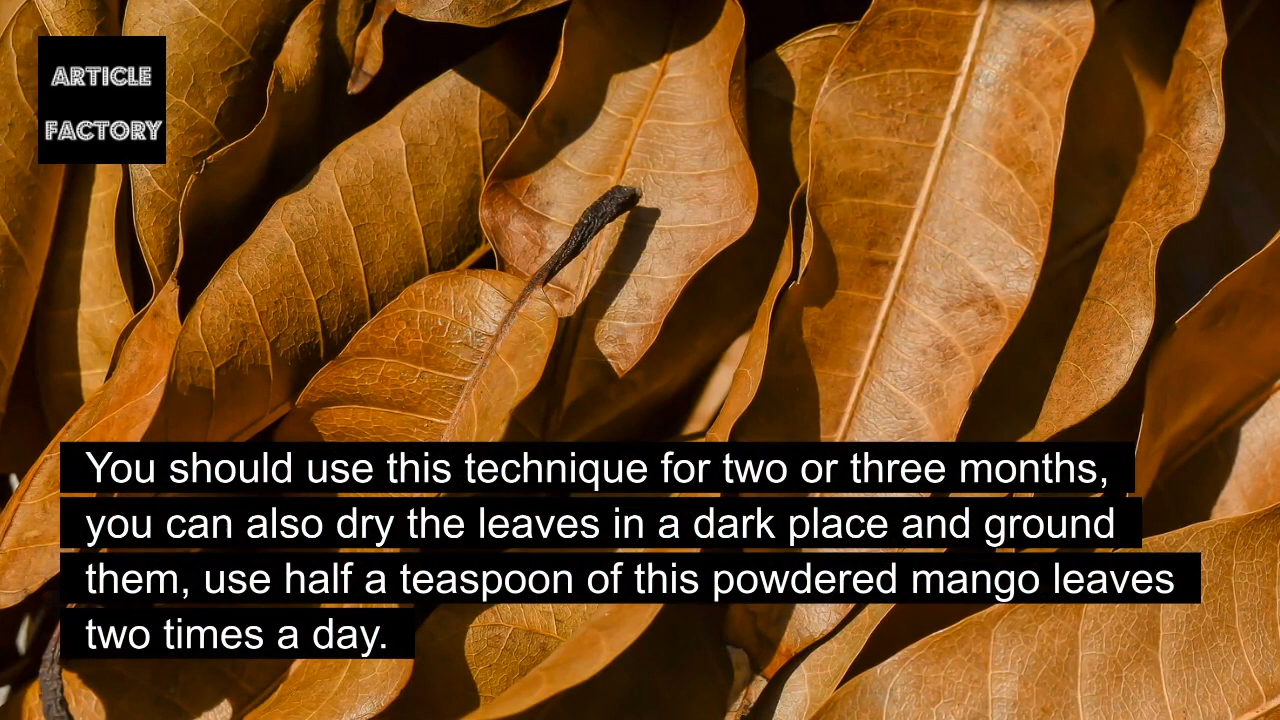 ARTICLE
FACTORY
You should use this technique for two or three months,
you can also dry the leaves in a dark place and ground
them, use half a teaspoon of this powdered mango leaves
two times a day.